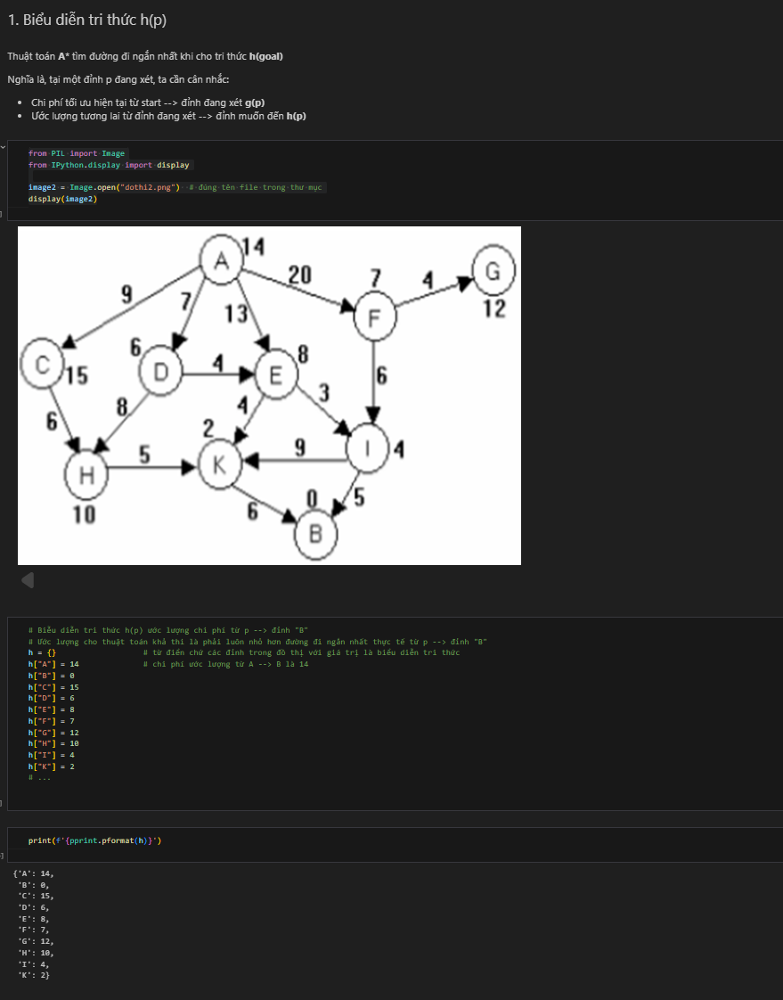 1. Biểu diễn tri thức h(p)
Thuật toán A* tìm đường đi ngắn nhất khi cho tri thức h(goal)
Nghĩa là, tại một đỉnh p đang xét, ta cần cân nhắc:
• Chi phí tối ưu hiện tại từ start --> đỉnh đang xét g(p)
• Ước lượng tương lai từ đỉnh đang xét --> đỉnh muốn đến h(p)
from PIL import Image
from IPython.display import display
image2 = Image.open("dothi2.png") # đúng tên file trong thư mục
display(image2)
A 14
20
7
4
G
9
7
13
12
F
6
8
C
15
D
4
E
6
3
8
4
6
2
5
9
I 4
H
K
10
0
5
6
B
# Biểu diễn tri thức h(p) ước lượng chi phí từ p --> đỉnh "B"
# Ước lượng cho thuật toán khả thi là phải luôn nhỏ hơn đường đi ngắn nhất thực tế từ p --> đỉnh "B"
h = {} # từ điển chứ các đỉnh trong đồ thị với giá trị là biểu diễn tri thức
h["A"] = 14 # chi phí ước lượng từ A --> B là 14
h["B"] = 0
h["C"] = 15
h["D"] = 6
h["E"] = 8
h["F"] = 7
h["G"] = 12
h["H"] = 10
h["I"] = 4
h["K"] = 2
# ...
print(f'{pprint.pformat(h)}')
{'A': 14,
'B': 0,
'C': 15,
'D': 6,
'E': 8,
'F': 7,
'G': 12,
'H': 10,
'I': 4,
'K': 2}